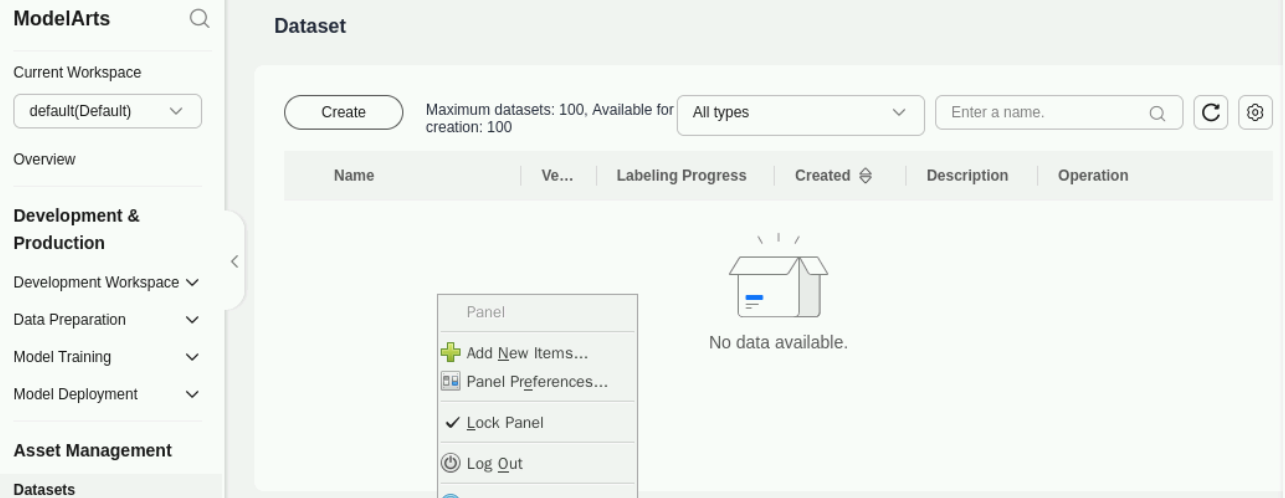 ModelArts
Current Workspace
default(Default)
Overview
Development &
Production
Development Workspace
Data Preparation
Model Training
Model Deployment
Asset Management
Datasets
Dataset
Create
Maximum datasets: 100, Available for
creation: 100
All types
Enter a name.
Name Ve... Labeling Progress Created Description Operation
No data available.
Panel
Add New Items...
Panel Preferences...
Lock Panel
Log Out